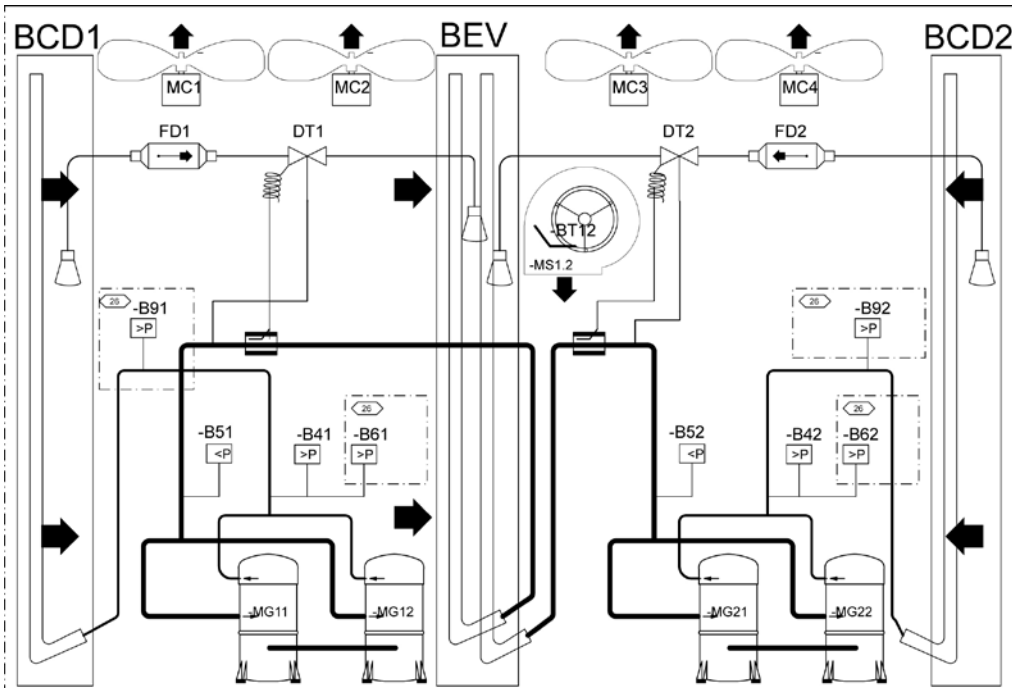 BCD1
BEV
BCD2
MC1
MC2
MC3
MC4
FD1
DT1
DT2
FD2
-BT12
-MS1.2
26
-B91
>P
26
-B92
>P
26
26
-B51
<P
-B41
>P
-B61
>P
-B52
<P
-B42
>P
-B62
>P
-MG11
-MG12
-MG21
-MG22